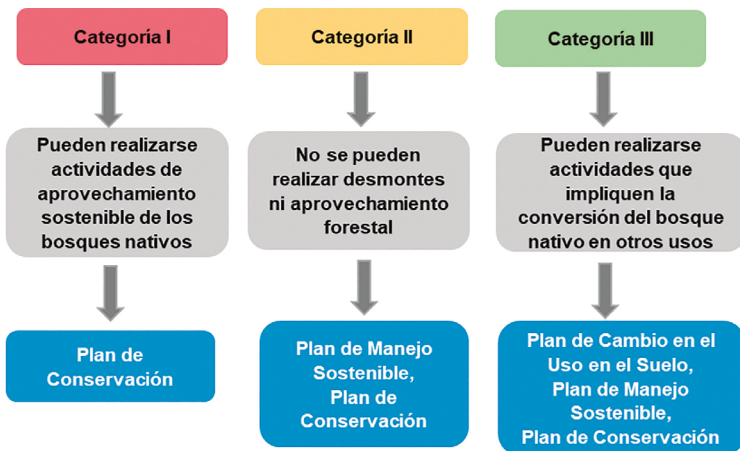 Categoría I
Pueden realizarse
actividades de
aprovechamiento
sostenible de los
bosques nativos
Plan de
Conservación
Categoría II
No se pueden
realizar desmontes
ni aprovechamiento
forestal
Plan de Manejo
Sostenible,
Plan de
Conservación
Categoría III
Pueden realizarse
actividades que
impliquen la
conversión del bosque
nativo en otros usos
Plan de Cambio en el
Uso en el Suelo,
Plan de Manejo
Sostenible,
Plan de Conservación